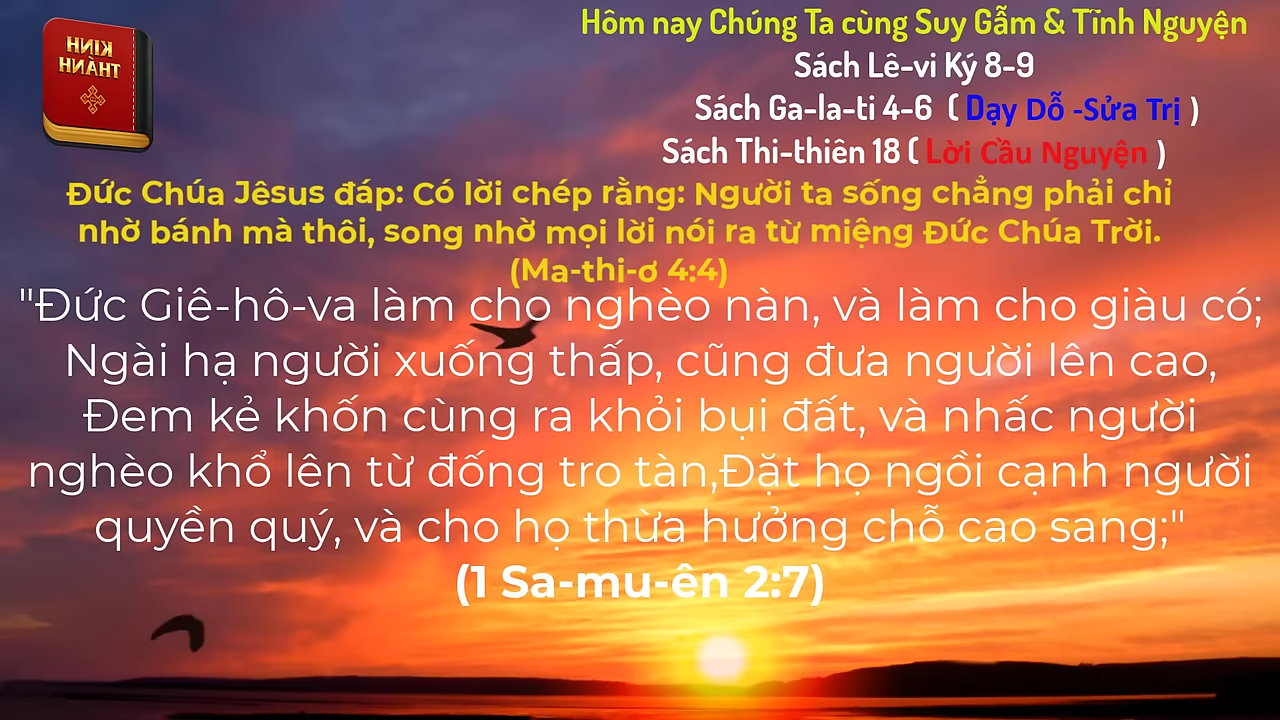 KINH
THÁNH
Hôm nay Chúng Ta cùng Suy Gẫm & Tĩnh Nguyện
Sách Lê-vi Ký 8-9
Sách Ga-la-ti 4-6 ( Dạy Dỗ -Sửa Trị )
Sách Thi-thiên 18 ( Lời Cầu Nguyện )
Đức Chúa Jêsus đáp: Có lời chép rằng: Người ta sống chẳng phải chỉ
nhờ bánh mà thôi, song nhờ mọi lời nói ra từ miệng Đức Chúa Trời.
(Ma-thi-ơ 4:4)
"Đức Giê-hô-va làm cho nghèo nàn, và làm cho giàu có;
Ngài hạ người xuống thấp, cũng đưa người lên cao,
Đem kẻ khốn cùng ra khỏi bụi đất, và nhấc người
nghèo khổ lên từ đống tro tàn,Đặt họ ngồi cạnh người
quyền quý, và cho họ thừa hưởng chỗ cao sang;"
(1 Sa-mu-ên 2:7)